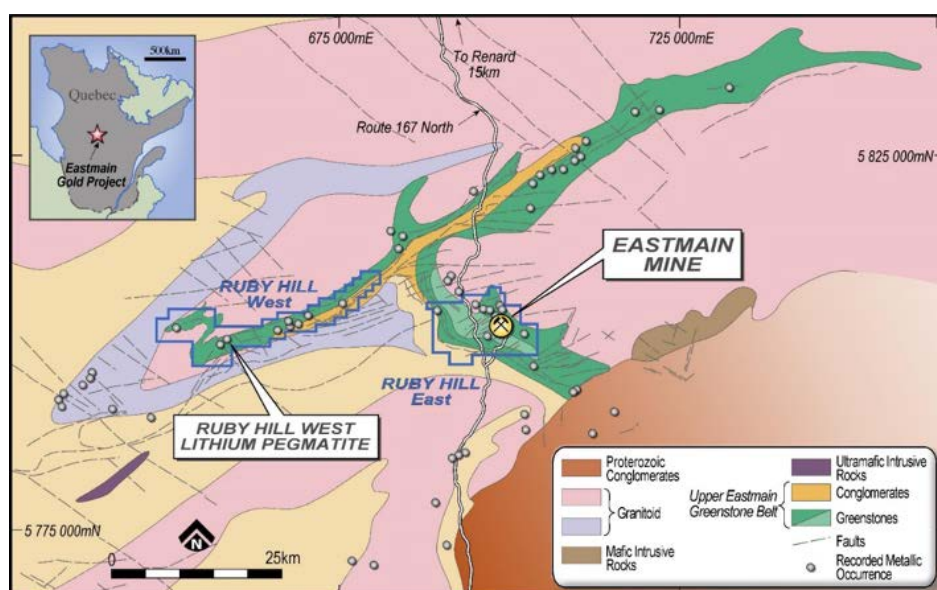 500km
Quebec
Eastmain
Gold Project
675 000mE
725 000mE
To Renard
15km
Route 167 North
5 825 000mN
EASTMAIN
MINE
RUBY HILL
West
RUBY HILL
East
RUBY HILL WEST
LITHIUM PEGMATITE
5 775 000mN
N
0
25km
Proterozoic
Conglomerates
Granitoid
Mafic Intrusive
Rocks
Ultramafic Intrusive
Rocks
Upper Eastmain
Greenstone Belt
Conglomerates
Greenstones
Faults
Recorded Metallic
Occurrence